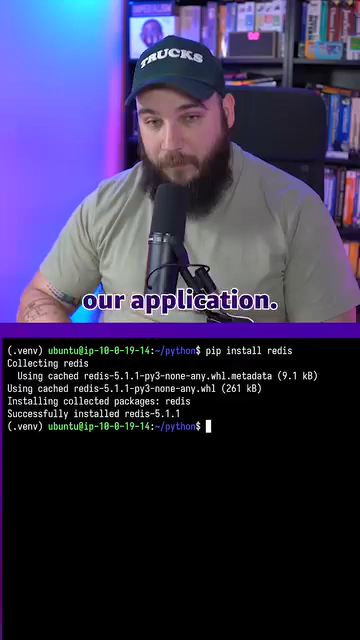 TRUCKS
our application.
(.venv) ubuntu@ip-10-0-19-14:~/python$ pip install redis
Collecting redis
  Using cached redis-5.1.1-py3-none-any.whl.metadata (9.1 kB)
Using cached redis-5.1.1-py3-none-any.whl (261 kB)
Installing collected packages: redis
Successfully installed redis-5.1.1
(.venv) ubuntu@ip-10-0-19-14:~/python$